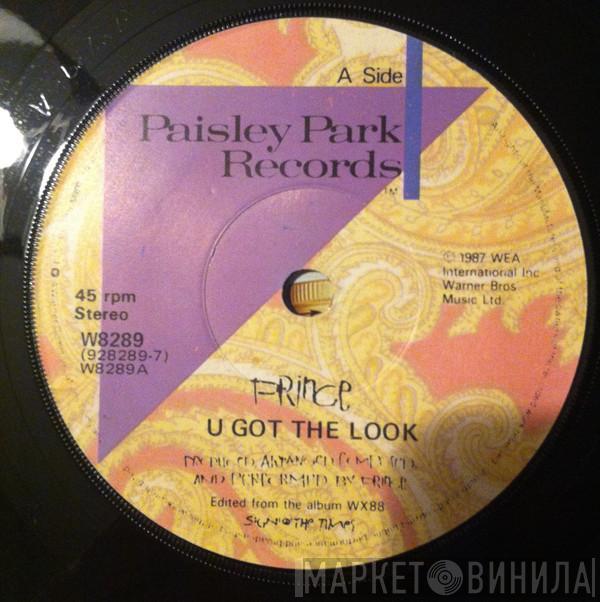 A Side
Paisley Park
Records
TM
© 1987 WEA
International Inc
Warner Bros
Music Ltd.
45 rpm
Stereo
W8289
(928289-7)
W8289A
PRINCE
U GOT THE LOOK
PRODUCED, ARRANGED, COMPOSED
AND PERFORMED BY PRINCE
Edited from the album WX88
SIGN 'O' THE TIMES
МАРКЕТ ВИНИЛА